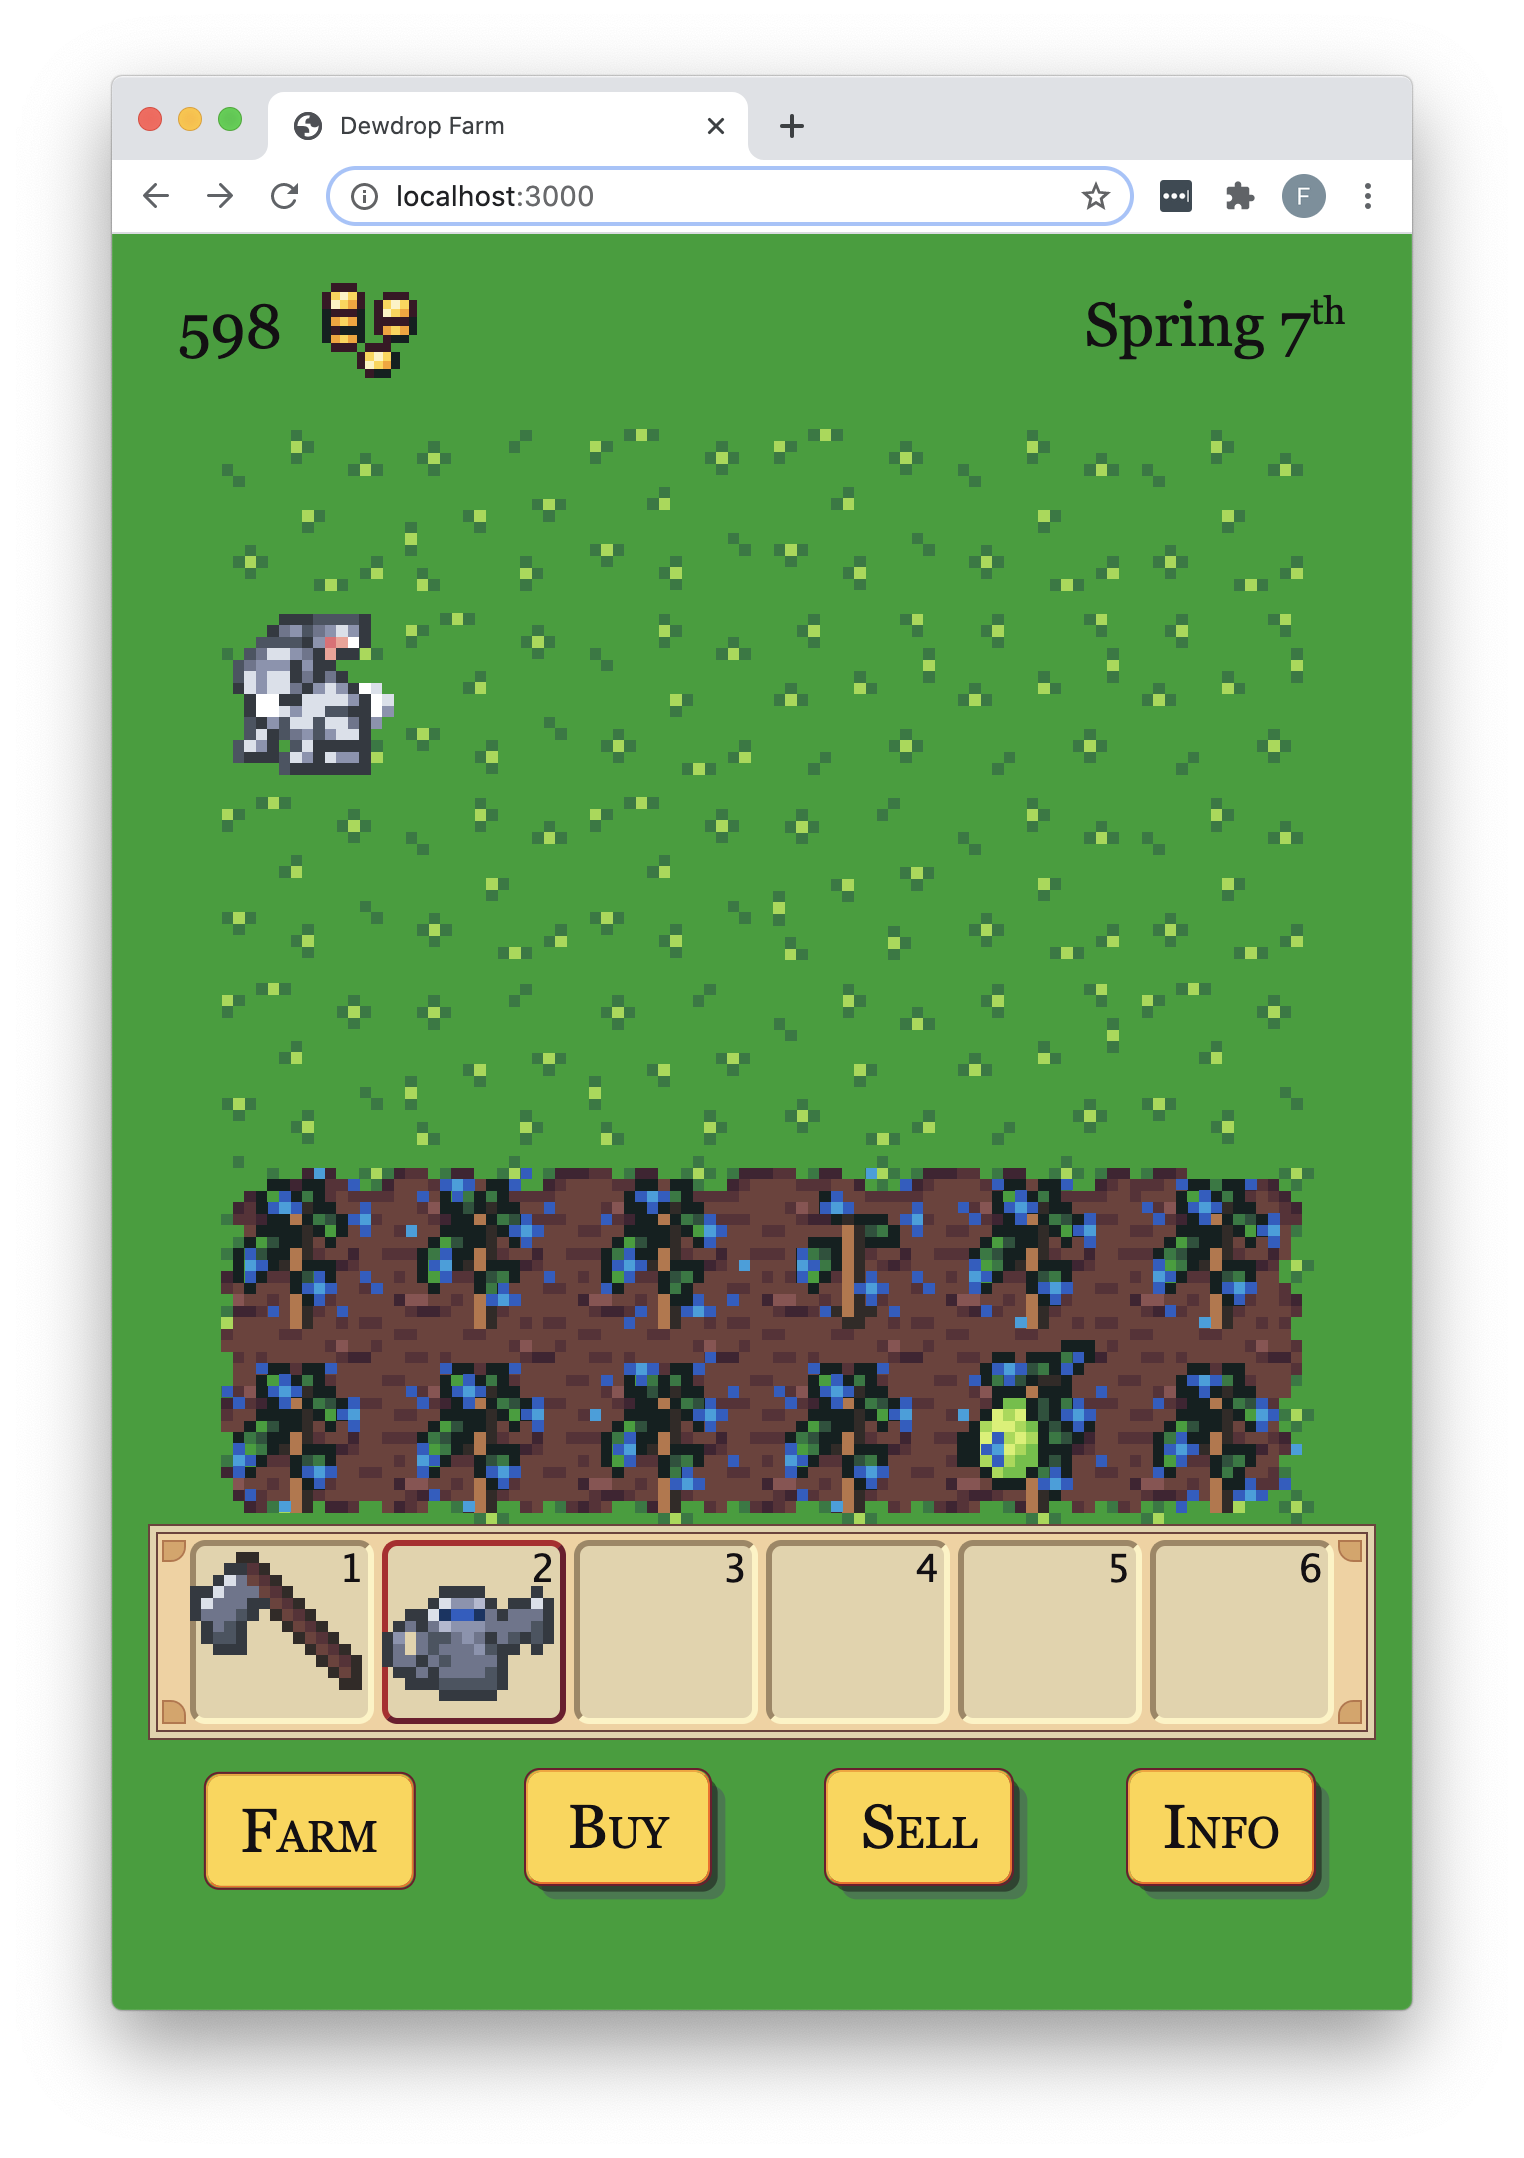 Dewdrop Farm
localhost:3000
F
598
Spring 7th
1 2 3 4 5 6
Farm Buy Sell Info